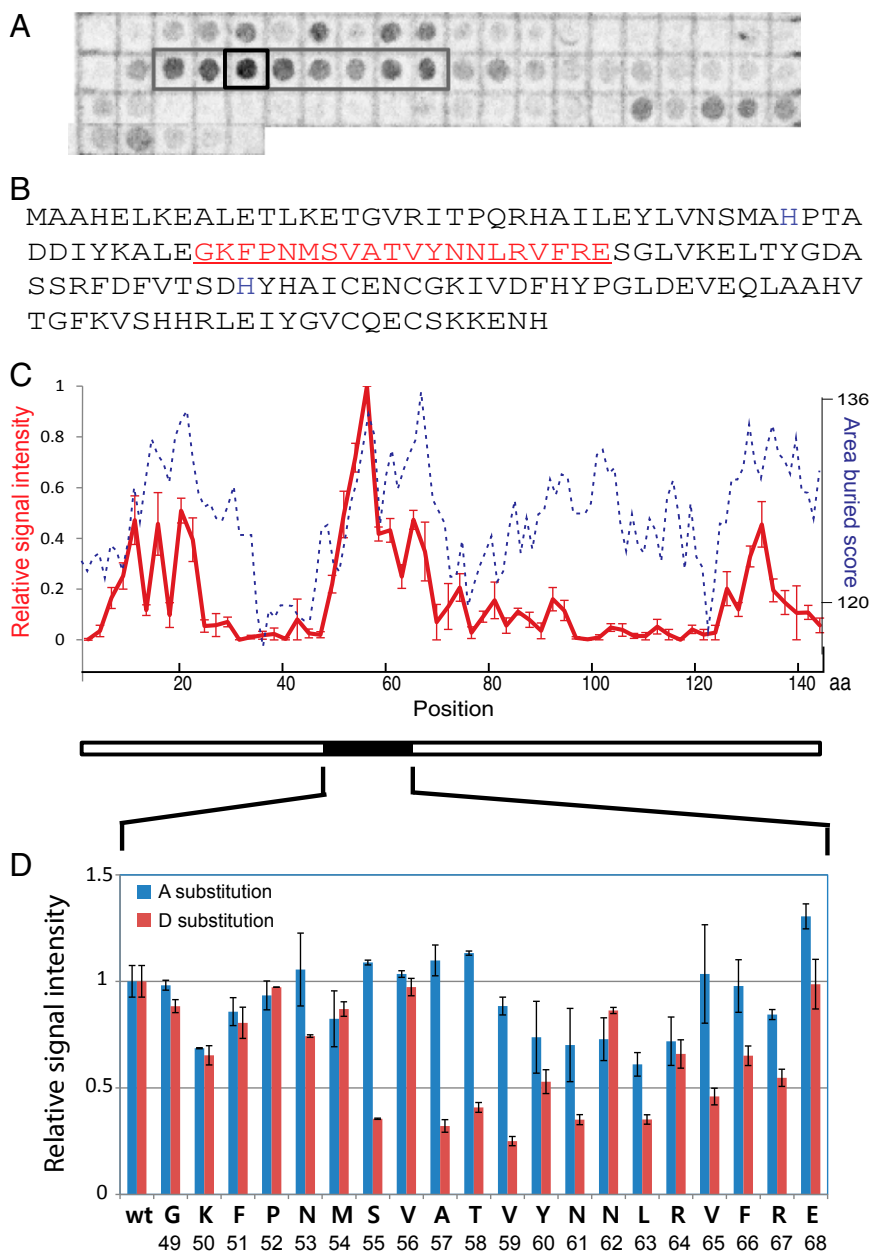 A
B
MAAHELKEALETLKETGVRITPQRHAILEYLVNSMAHPTA
DDIYKALEGKFPNMSVATVYNNLRVFRESGLVKELTYGDA
SSRFDFVTSDHYHAICENCGKIVDFHYPGLDEVEQLAAHV
TGFKVSHHRLEIYGVCQECSKKENH
C
Relative signal intensity
1
0.8
0.6
0.4
0.2
0
136
120
Area buried score
20 40 60 80 100 120 140 aa
Position
D
Relative signal intensity
1.5
1
0.5
0
A substitution
D substitution
wt G K F P N M S V A T V Y N N L R V F R E
49 50 51 52 53 54 55 56 57 58 59 60 61 62 63 64 65 66 67 68